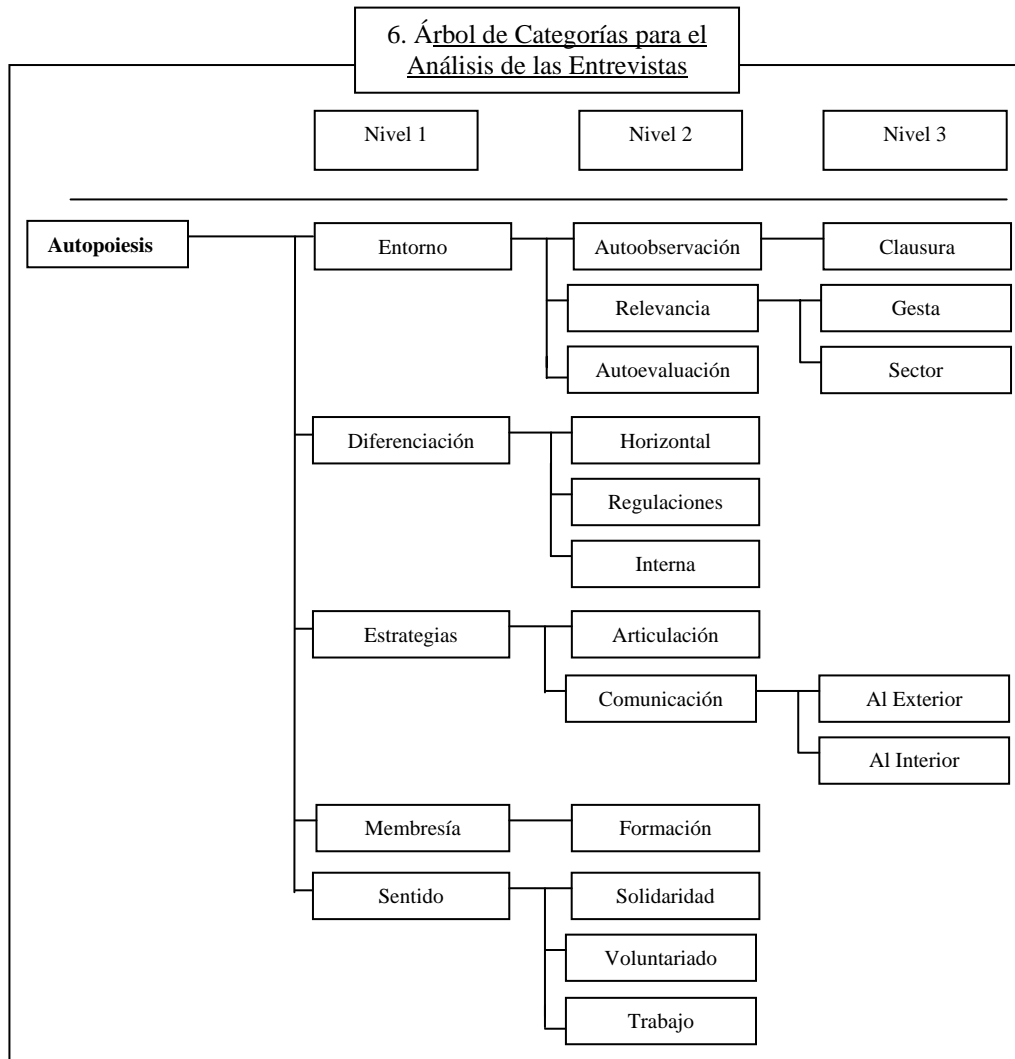 6. Árbol de Categorías para el
Análisis de las Entrevistas
Nivel 1
Nivel 2
Nivel 3
Autopoiesis
Entorno
Autoobservación
Clausura
Relevancia
Gesta
Autoevaluación
Sector
Diferenciación
Horizontal
Regulaciones
Interna
Estrategias
Articulación
Comunicación
Al Exterior
Al Interior
Membresía
Formación
Sentido
Solidaridad
Voluntariado
Trabajo